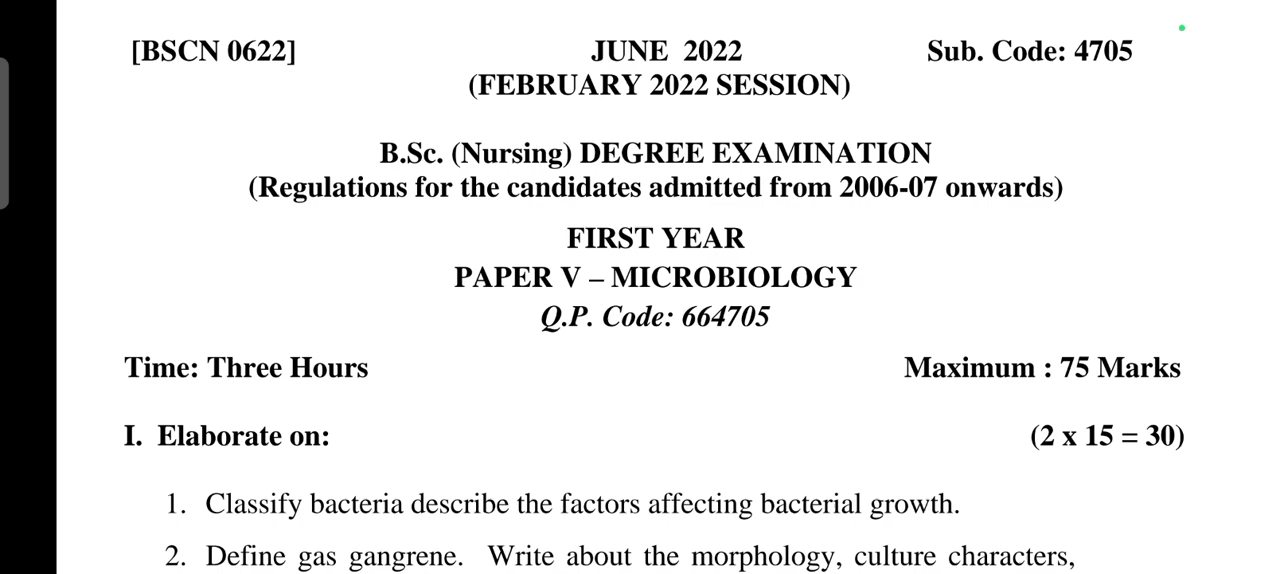 [BSCN 0622] JUNE 2022 Sub. Code: 4705
(FEBRUARY 2022 SESSION)
B.Sc. (Nursing) DEGREE EXAMINATION
(Regulations for the candidates admitted from 2006-07 onwards)
FIRST YEAR
PAPER V – MICROBIOLOGY
Q.P. Code: 664705
Time: Three Hours Maximum : 75 Marks
I. Elaborate on: (2 x 15 = 30)
1. Classify bacteria describe the factors affecting bacterial growth.
2. Define gas gangrene. Write about the morphology, culture characters,